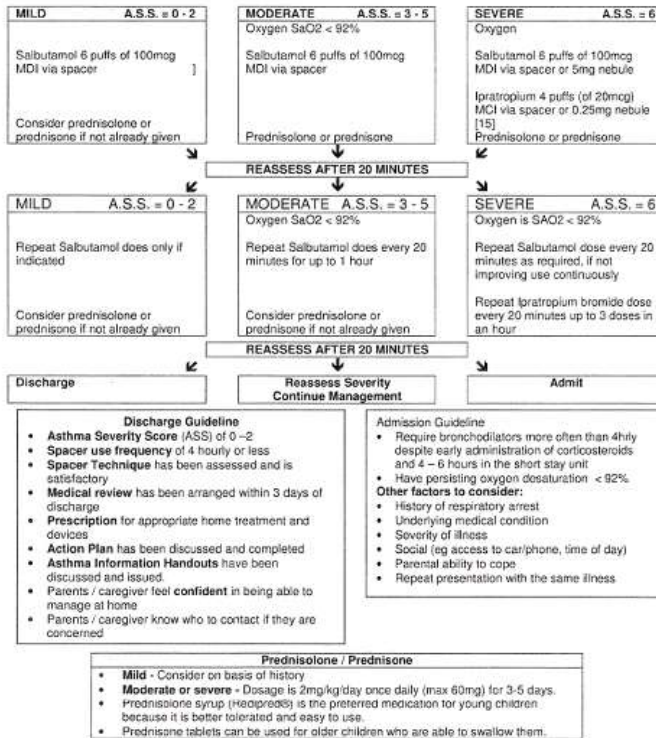 MILD A.S.S. = 0 - 2
Salbutamol 6 puffs of 100mcg
MDI via spacer ]
Consider prednisolone or
prednisone if not already given
MODERATE A.S.S. = 3 - 5
Oxygen SaO2 < 92%
Salbutamol 6 puffs of 100mcg
MDI via spacer
Prednisolone or prednisone
SEVERE A.S.S. = 6
Oxygen
Salbutamol 6 puffs of 100mcg
MDI via spacer or 5mg nebule
Ipratropium 4 puffs (of 20mcg)
MCI via spacer or 0.25mg nebule
[15]
Prednisolone or prednisone
REASSESS AFTER 20 MINUTES
MILD A.S.S. = 0 - 2
Repeat Salbutamol does only if
indicated
Consider prednisolone or
prednisone if not already given
MODERATE A.S.S. = 3 - 5
Oxygen SaO2 < 92%
Repeat Salbutamol does every 20
minutes for up to 1 hour
Consider prednisolone or
prednisone if not already given
SEVERE A.S.S. = 6
Oxygen is SAO2 < 92%
Repeat Salbutamol dose every 20
minutes as required, if not
improving use continuously
Repeat Ipratropium bromide dose
every 20 minutes up to 3 doses in
an hour
REASSESS AFTER 20 MINUTES
Discharge
Reassess Severity
Continue Management
Admit
Discharge Guideline
• Asthma Severity Score (ASS) of 0 –2
• Spacer use frequency of 4 hourly or less
• Spacer Technique has been assessed and is
satisfactory
• Medical review has been arranged within 3 days of
discharge
• Prescription for appropriate home treatment and
devices
• Action Plan has been discussed and completed
• Asthma Information Handouts have been
discussed and issued.
• Parents / caregiver feel confident in being able to
manage at home
• Parents / caregiver know who to contact if they are
concerned
Admission Guideline
• Require bronchodilators more often than 4hrly
despite early administration of corticosteroids
and 4 – 6 hours in the short stay unit
• Have persisting oxygen desaturation < 92%
Other factors to consider:
• History of respiratory arrest
• Underlying medical condition
• Severity of illness
• Social (eg access to car/phone, time of day)
• Parental ability to cope
• Repeat presentation with the same illness
Prednisolone / Prednisone
• Mild - Consider on basis of history
• Moderate or severe - Dosage is 2mg/kg/day once daily (max 60mg) for 3-5 days.
• Prednisolone syrup (Redipred®) is the preferred medication for young children
because it is better tolerated and easy to use.
• Prednisone tablets can be used for older children who are able to swallow them.